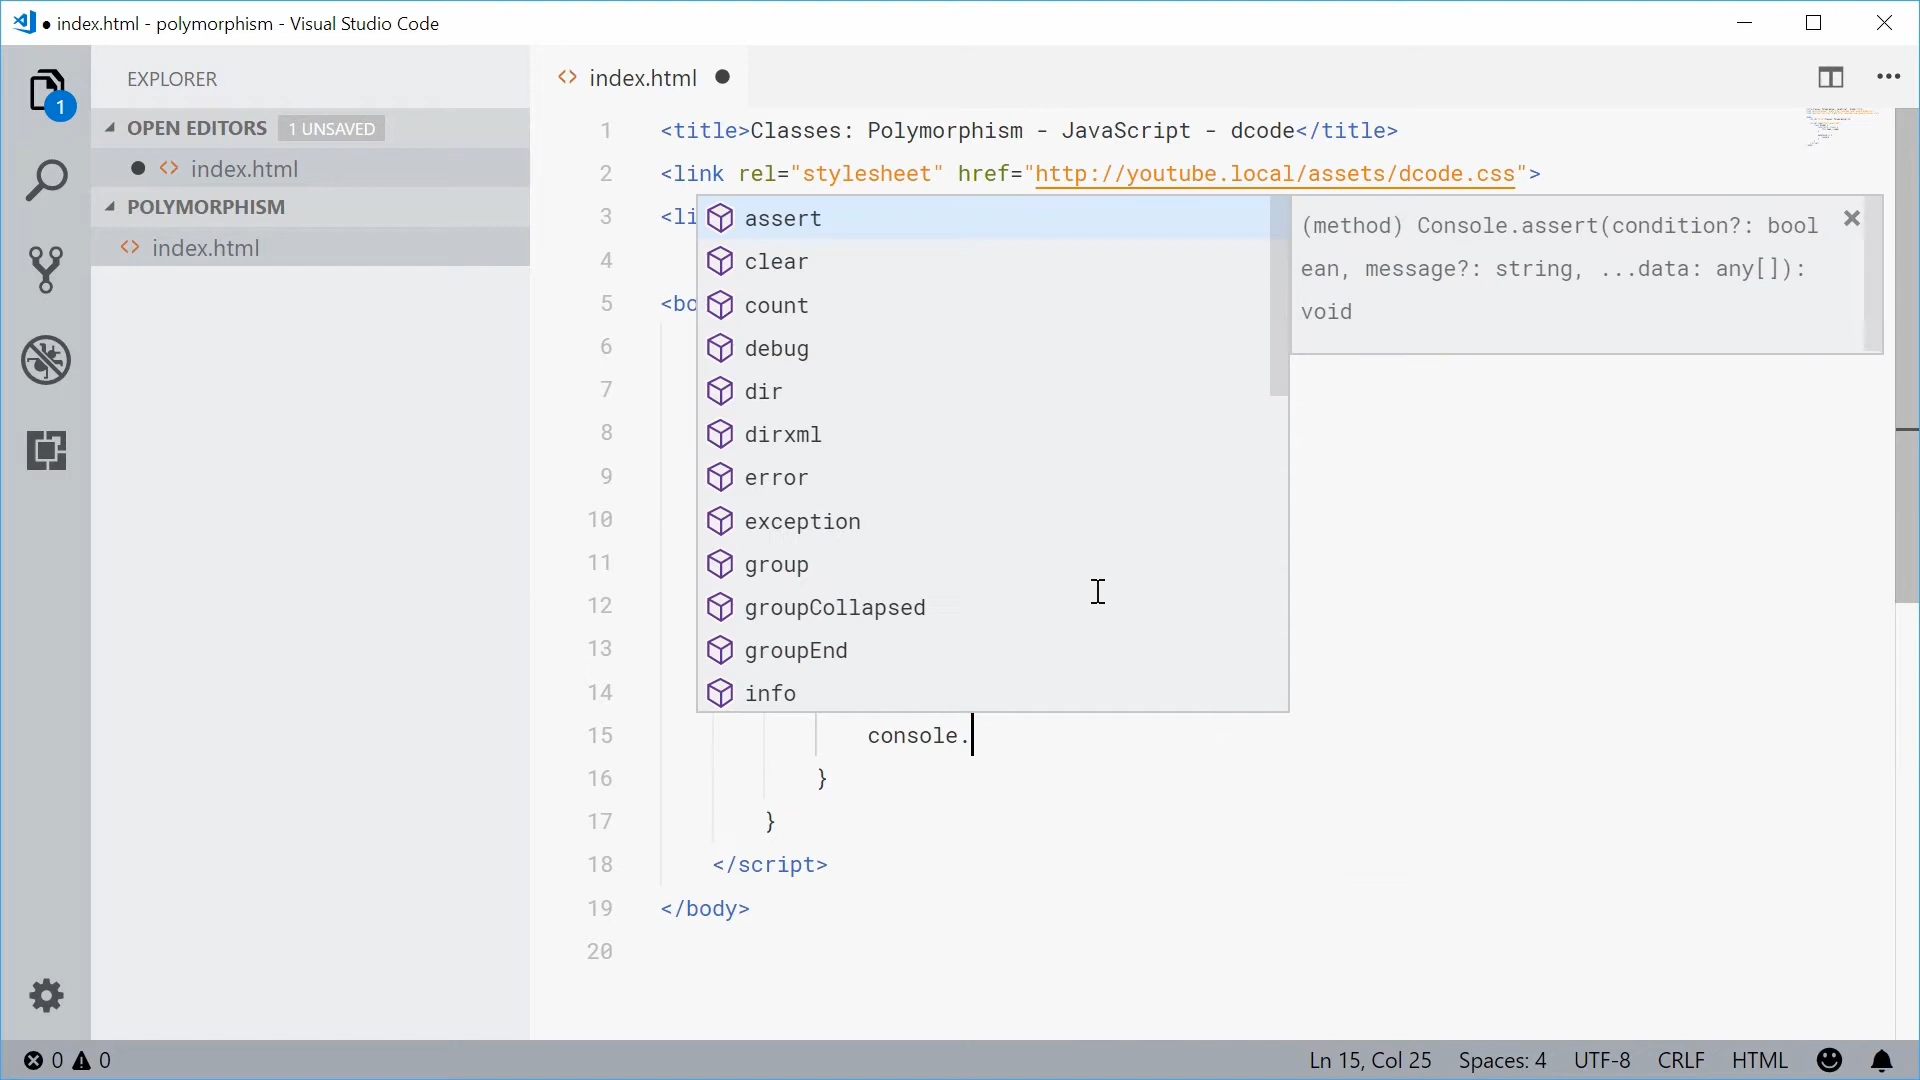 ● index.html - polymorphism - Visual Studio Code
EXPLORER
OPEN EDITORS 1 UNSAVED
index.html
POLYMORPHISM
index.html
1
index.html
1 <title>Classes: Polymorphism - JavaScript - dcode</title>
2 <link rel="stylesheet" href="http://youtube.local/assets/dcode.css">
3 <li
4
5 <bo
6
7
8
9
10
11
12
13
14
assert
clear
count
debug
dir
dirxml
error
exception
group
groupCollapsed
groupEnd
info
(method) Console.assert(condition?: bool
ean, message?: string, ...data: any[]):
void
15 console.
16 }
17 }
18 </script>
19 </body>
20
0 0 Ln 15, Col 25 Spaces: 4 UTF-8 CRLF HTML